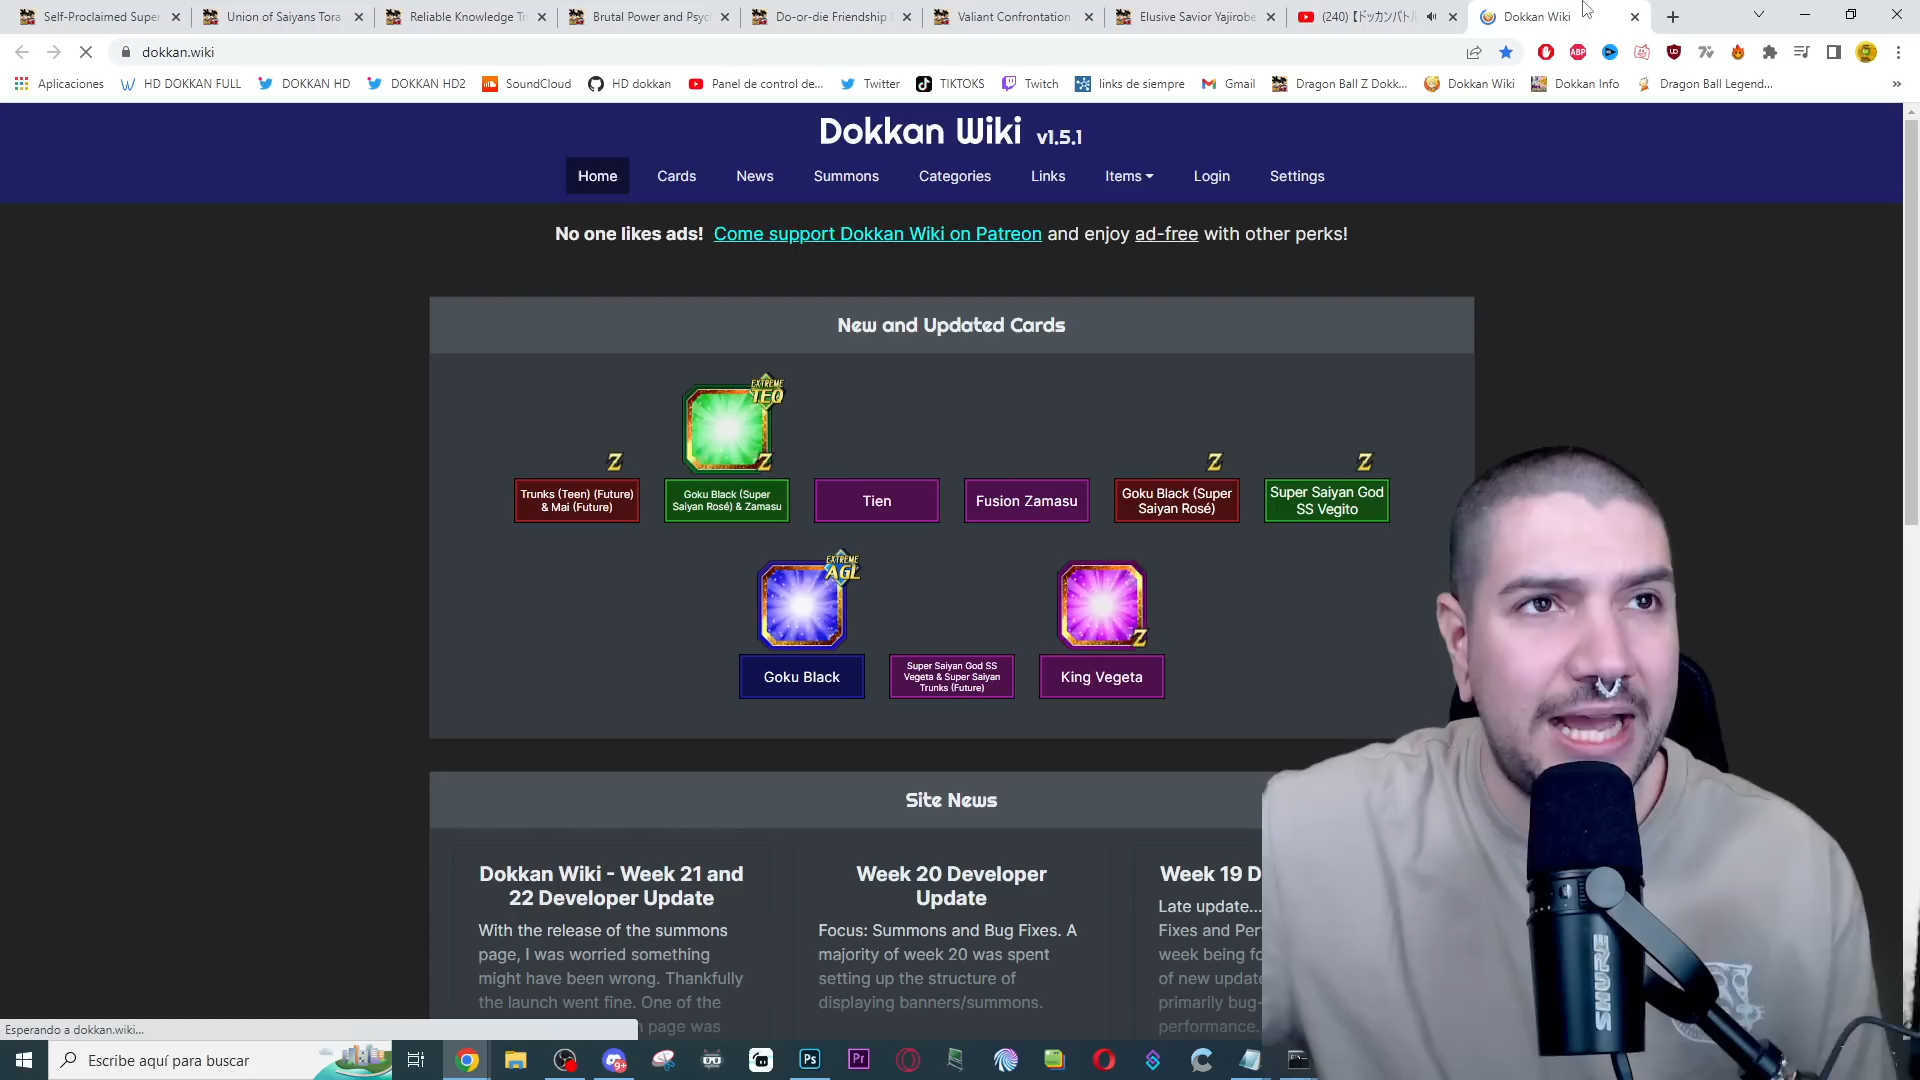 Self-Proclaimed Super
Union of Saiyans Tora
Reliable Knowledge Tr
Brutal Power and Psyc
Do-or-die Friendship
Valiant Confrontation
Elusive Savior Yajirobe
(240)【ドッカンバトル
Dokkan Wiki
dokkan.wiki
Aplicaciones
HD DOKKAN FULL
DOKKAN HD
DOKKAN HD2
SoundCloud
HD dokkan
Panel de control de...
Twitter
TIKTOKS
Twitch
links de siempre
Gmail
Dragon Ball Z Dokk...
Dokkan Wiki
Dokkan Info
Dragon Ball Legend...
Dokkan Wiki v1.5.1
Home
Cards
News
Summons
Categories
Links
Items
Login
Settings
No one likes ads! Come support Dokkan Wiki on Patreon and enjoy ad-free with other perks!
New and Updated Cards
EXTREME
TEQ
Z
Z
Z
Z
Trunks (Teen) (Future)
& Mai (Future)
Goku Black (Super
Saiyan Rosé) & Zamasu
Tien
Fusion Zamasu
Goku Black (Super
Saiyan Rosé)
Super Saiyan God
SS Vegito
EXTREME
AGL
Z
Goku Black
Super Saiyan God SS
Vegeta & Super Saiyan
Trunks (Future)
King Vegeta
Site News
Dokkan Wiki - Week 21 and
22 Developer Update
With the release of the summons
page, I was worried something
might have been wrong. Thankfully
the launch went fine. One of the
page was
Week 20 Developer
Update
Focus: Summons and Bug Fixes. A
majority of week 20 was spent
setting up the structure of
displaying banners/summons.
Week 19 D
Late update...
Fixes and Per
week being fo
of new update
primarily bug-
performance.
SHURE
Esperando a dokkan.wiki...
Escribe aquí para buscar
9+
Ps
Pr